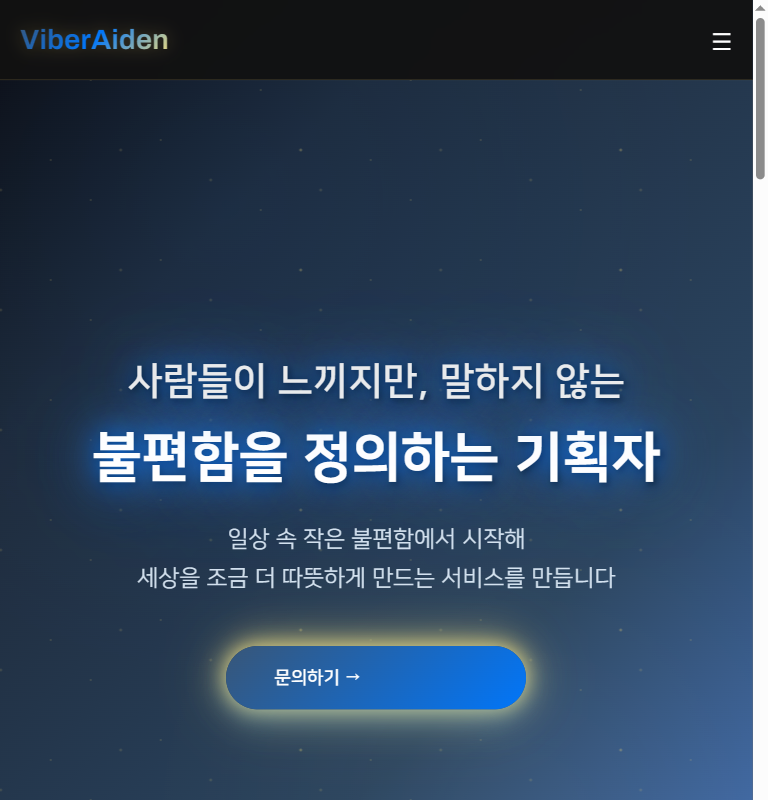 ViberAiden
사람들이 느끼지만, 말하지 않는
불편함을 정의하는 기획자
일상 속 작은 불편함에서 시작해
세상을 조금 더 따뜻하게 만드는 서비스를 만듭니다
문의하기 →